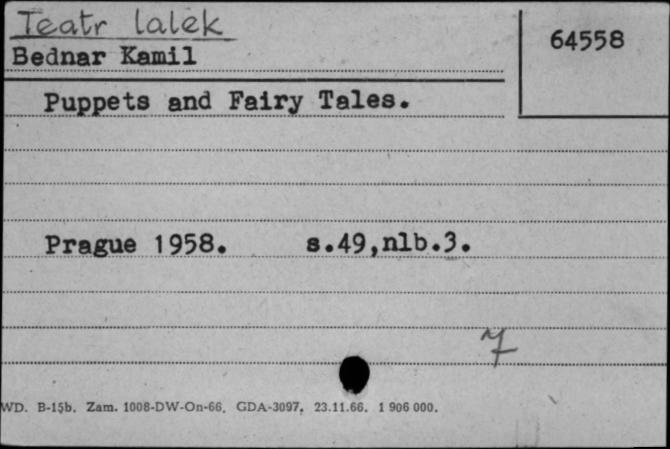 Teatr lalek
64558
Bednar Kamil
Puppets and Fairy Tales.
Prague 1958. s.49,nlb.3.
7
WD. B-15b. Zam. 1008-DW-On-66. GDA-3097. 23.11.66. 1 906 000.